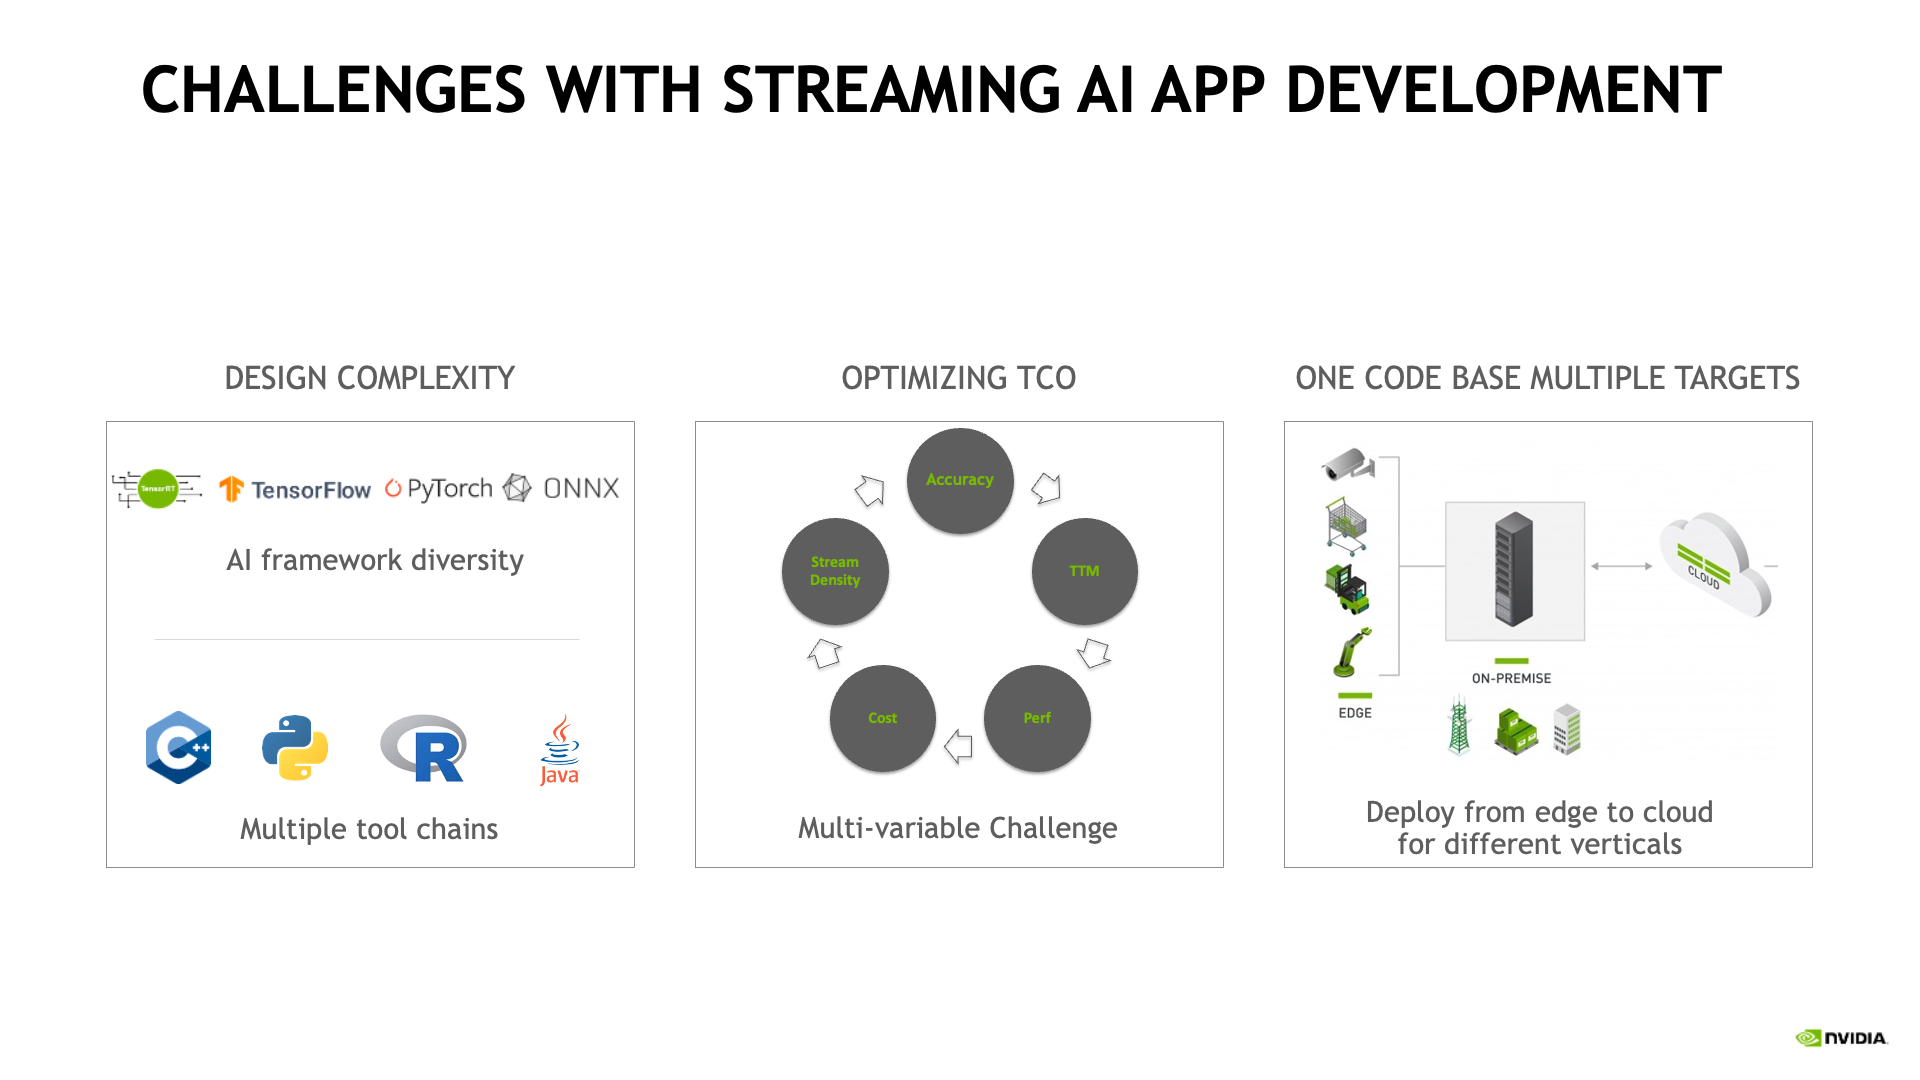 CHALLENGES WITH STREAMING AI APP DEVELOPMENT
DESIGN COMPLEXITY
TensorRT
TensorFlow
PyTorch
ONNX
AI framework diversity
C++
R
Java
Multiple tool chains
OPTIMIZING TCO
Accuracy
TTM
Perf
Cost
Stream
Density
Multi-variable Challenge
ONE CODE BASE MULTIPLE TARGETS
EDGE
ON-PREMISE
CLOUD
Deploy from edge to cloud
for different verticals
NVIDIA